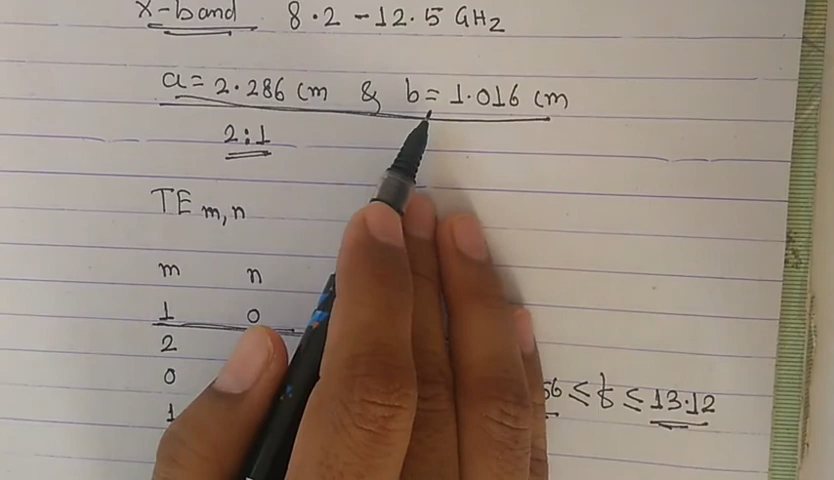 X-band 8.2 - 12.5 GHz
a = 2.286 cm & b = 1.016 cm
2:1
TE m,n
m n
1 0
2
0
1
56 ≤ f ≤ 13.12